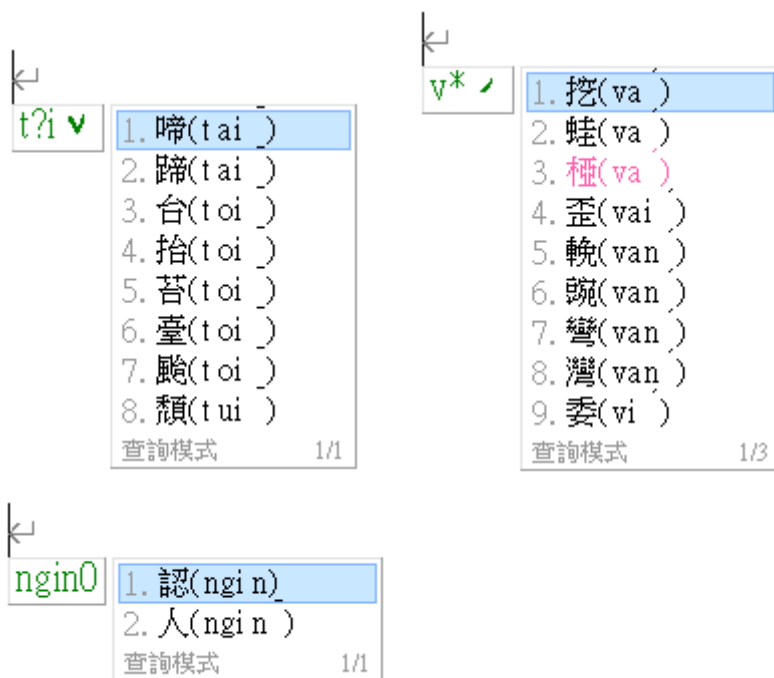 t?i ˇ
1. 啼(tai ˍ)
2. 蹄(tai ˍ)
3. 台(toi ˍ)
4. 抬(toi ˍ)
5. 苔(toi ˍ)
6. 臺(toi ˍ)
7. 颱(toi ˍ)
8. 頹(tui ˍ)
查詢模式 1/1
v* ˊ
1. 挖(va ˊ)
2. 蛙(va ˊ)
3. 椏(va ˊ)
4. 歪(vai ˊ)
5. 輓(van ˊ)
6. 豌(van ˊ)
7. 彎(van ˊ)
8. 灣(van ˊ)
9. 委(vi ˊ)
查詢模式 1/3
ngin0
1. 認(ngin)ˍ
2. 人(ngin )
查詢模式 1/1